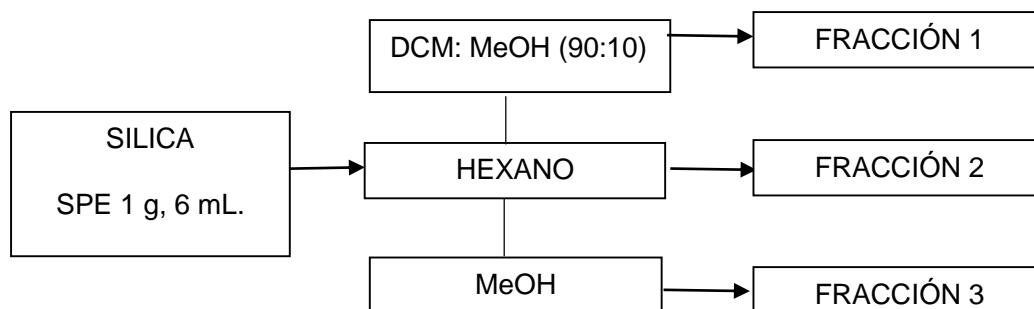 DCM: MeOH (90:10)
FRACCIÓN 1
SILICA
SPE 1 g, 6 mL.
HEXANO
FRACCIÓN 2
MeOH
FRACCIÓN 3